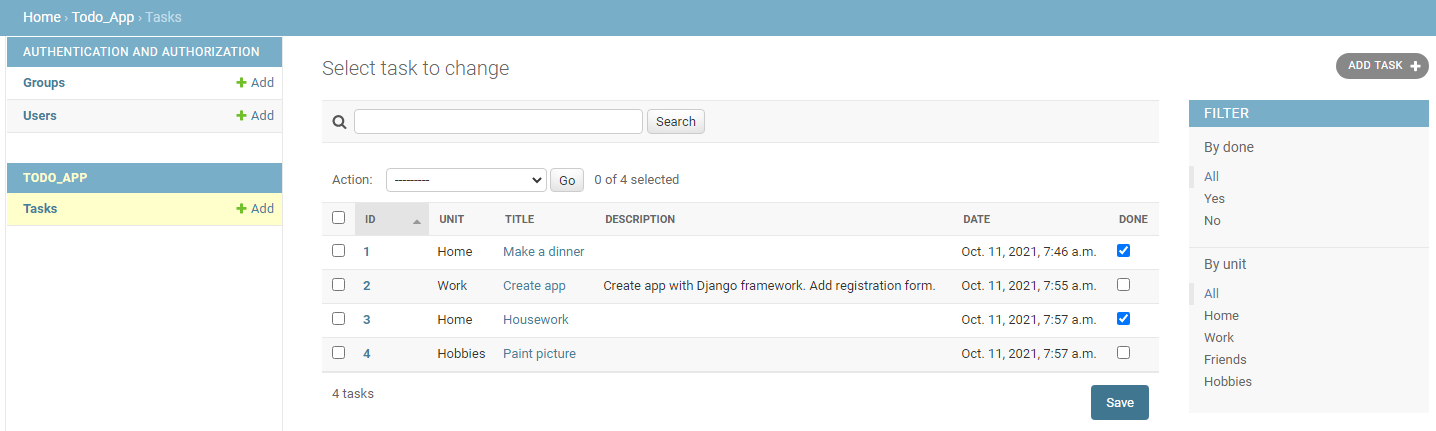 Home › Todo_App › Tasks
AUTHENTICATION AND AUTHORIZATION
Groups Add
Users Add
TODO_APP
Tasks Add
Select task to change
ADD TASK
Search
Action: --------- Go 0 of 4 selected
ID UNIT TITLE DESCRIPTION DATE DONE
1 Home Make a dinner Oct. 11, 2021, 7:46 a.m.
2 Work Create app Create app with Django framework. Add registration form. Oct. 11, 2021, 7:55 a.m.
3 Home Housework Oct. 11, 2021, 7:57 a.m.
4 Hobbies Paint picture Oct. 11, 2021, 7:57 a.m.
4 tasks
Save
FILTER
By done
All
Yes
No
By unit
All
Home
Work
Friends
Hobbies